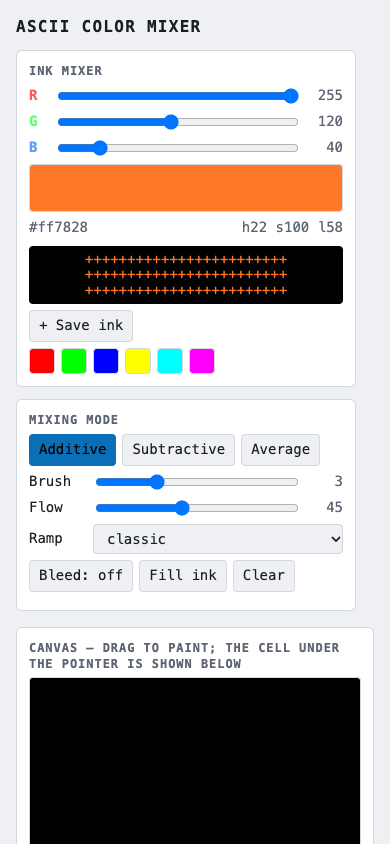 ASCII COLOR MIXER
INK MIXER
R 255
G 120
B 40
#ff7828 h22 s100 l58
++++++++++++++++++++++++
++++++++++++++++++++++++
++++++++++++++++++++++++
+ Save ink
MIXING MODE
Additive Subtractive Average
Brush 3
Flow 45
Ramp classic
Bleed: off Fill ink Clear
CANVAS — DRAG TO PAINT; THE CELL UNDER
THE POINTER IS SHOWN BELOW